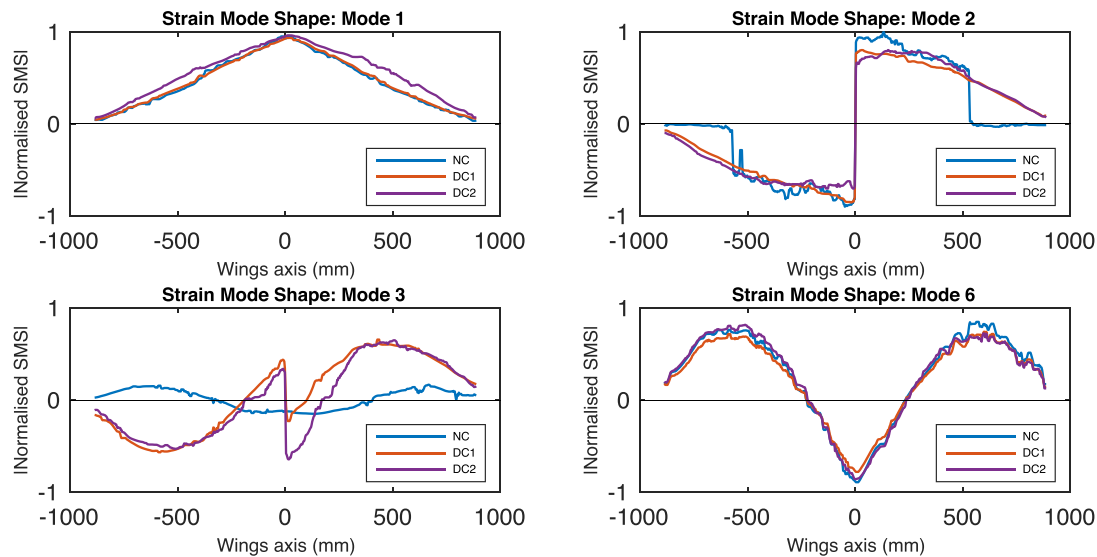 Strain Mode Shape: Mode 1
1
0
-1
lNormalised SMSl
NC
DC1
DC2
-1000 -500 0 500 1000
Wings axis (mm)
Strain Mode Shape: Mode 2
1
0
-1
lNormalised SMSl
NC
DC1
DC2
-1000 -500 0 500 1000
Wings axis (mm)
Strain Mode Shape: Mode 3
1
0
-1
lNormalised SMSl
NC
DC1
DC2
-1000 -500 0 500 1000
Wings axis (mm)
Strain Mode Shape: Mode 6
1
0
-1
lNormalised SMSl
NC
DC1
DC2
-1000 -500 0 500 1000
Wings axis (mm)